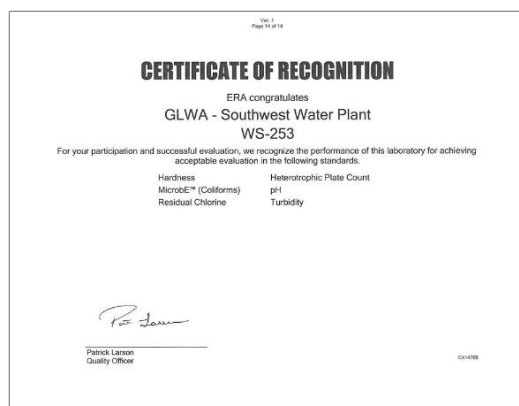 Ver. 1
Page 14 of 14
CERTIFICATE OF RECOGNITION
ERA congratulates
GLWA - Southwest Water Plant
WS-253
For your participation and successful evaluation, we recognize the performance of this laboratory for achieving
acceptable evaluation in the following standards.
Hardness Heterotrophic Plate Count
MicrobE™ (Coliforms) pH
Residual Chlorine Turbidity
Pat Larson
Patrick Larson
Quality Officer